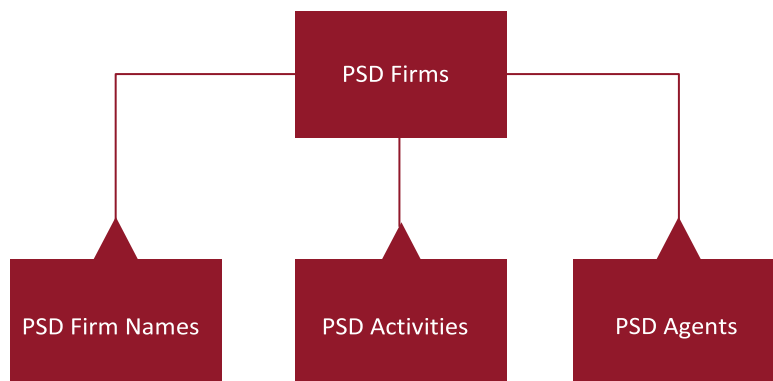 PSD Firms
PSD Firm Names
PSD Activities
PSD Agents